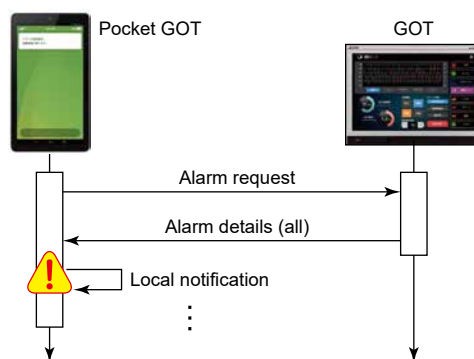 Pocket GOT
GOT
Alarm request
Alarm details (all)
Local notification